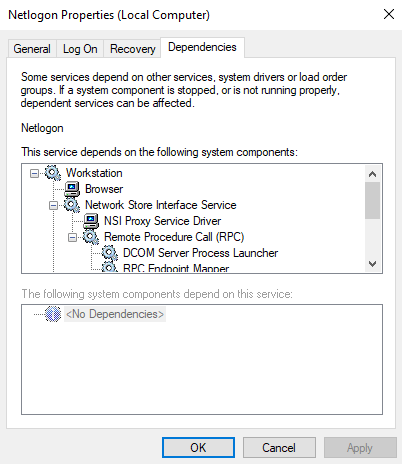 Netlogon Properties (Local Computer)
General Log On Recovery Dependencies
Some services depend on other services, system drivers or load order
groups. If a system component is stopped, or is not running properly,
dependent services can be affected.
Netlogon
This service depends on the following system components:
Workstation
Browser
Network Store Interface Service
NSI Proxy Service Driver
Remote Procedure Call (RPC)
DCOM Server Process Launcher
RPC Endpoint Mapper
The following system components depend on this service:
<No Dependencies>
OK Cancel Apply